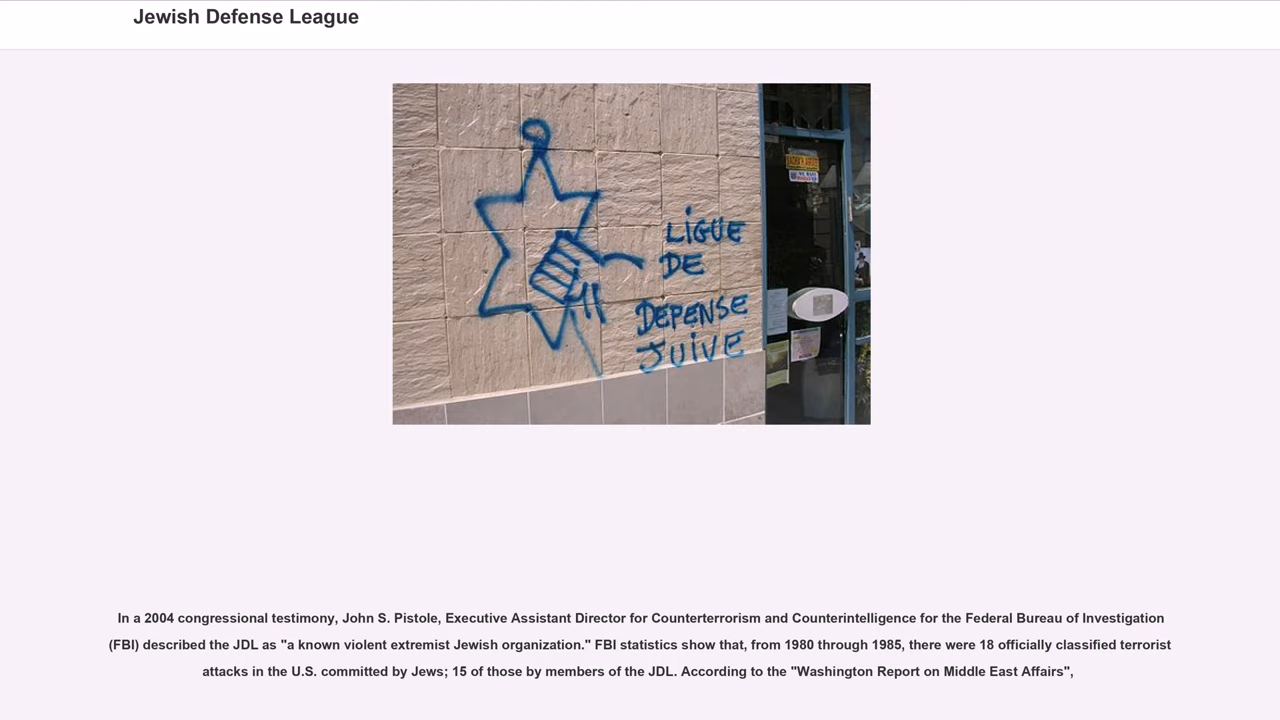 Jewish Defense League
LiGUE
DE
DEFENSE
JUiVE
In a 2004 congressional testimony, John S. Pistole, Executive Assistant Director for Counterterrorism and Counterintelligence for the Federal Bureau of Investigation
(FBI) described the JDL as "a known violent extremist Jewish organization." FBI statistics show that, from 1980 through 1985, there were 18 officially classified terrorist
attacks in the U.S. committed by Jews; 15 of those by members of the JDL. According to the "Washington Report on Middle East Affairs",